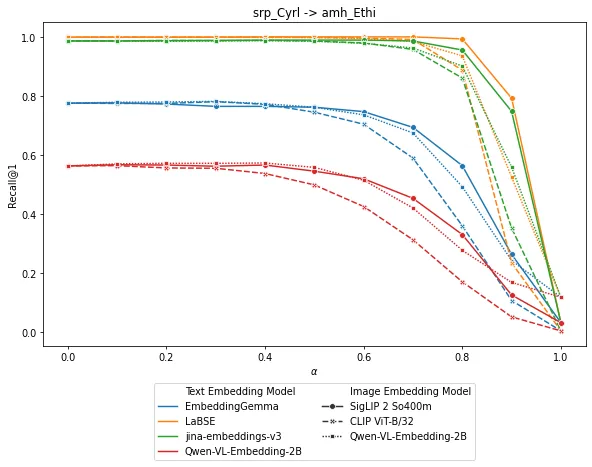 srp_Cyrl -> amh_Ethi
Recall@1
1.0
0.8
0.6
0.4
0.2
0.0
0.0 0.2 0.4 0.6 0.8 1.0
α
Text Embedding Model
EmbeddingGemma
LaBSE
jina-embeddings-v3
Qwen-VL-Embedding-2B
Image Embedding Model
SigLIP 2 So400m
CLIP ViT-B/32
Qwen-VL-Embedding-2B